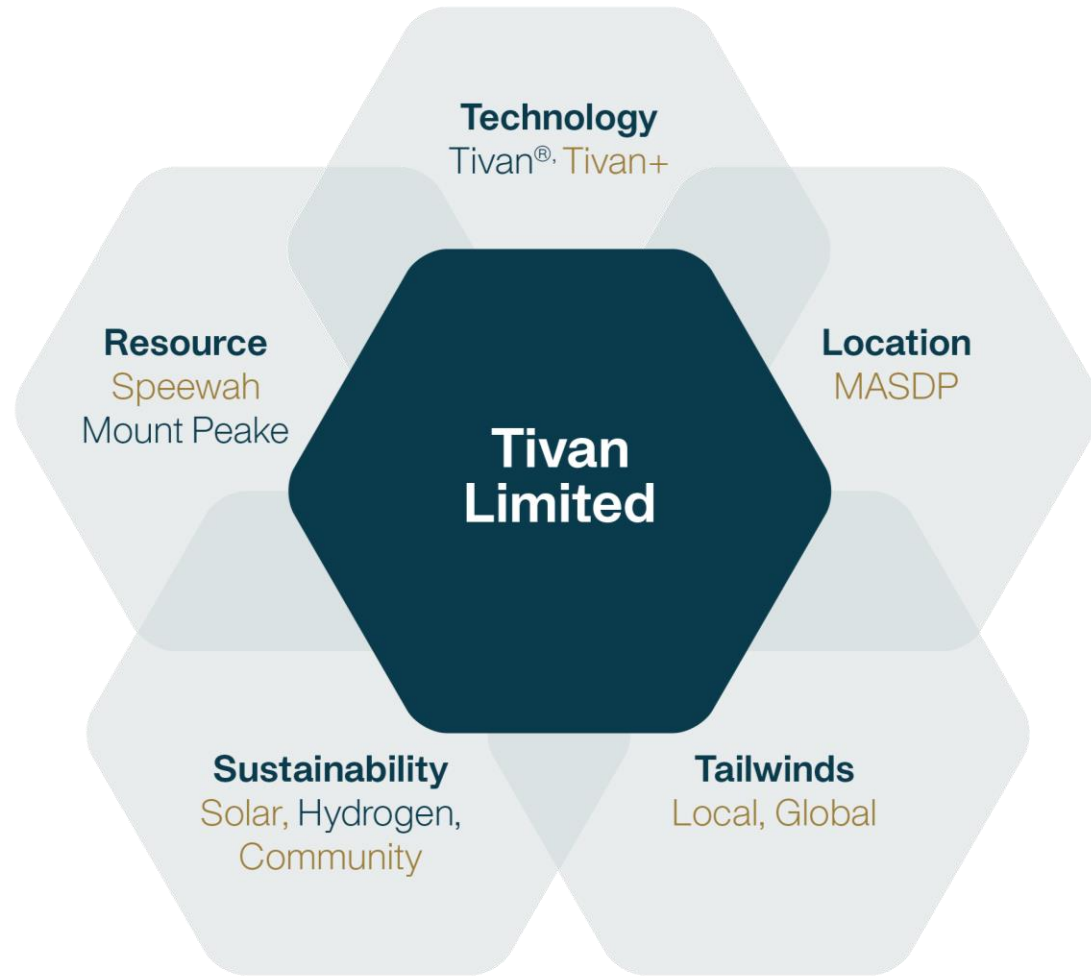 Technology
Tivan®, Tivan+
Resource
Speewah
Mount Peake
Location
MASDP
Tivan
Limited
Sustainability
Solar, Hydrogen,
Community
Tailwinds
Local, Global